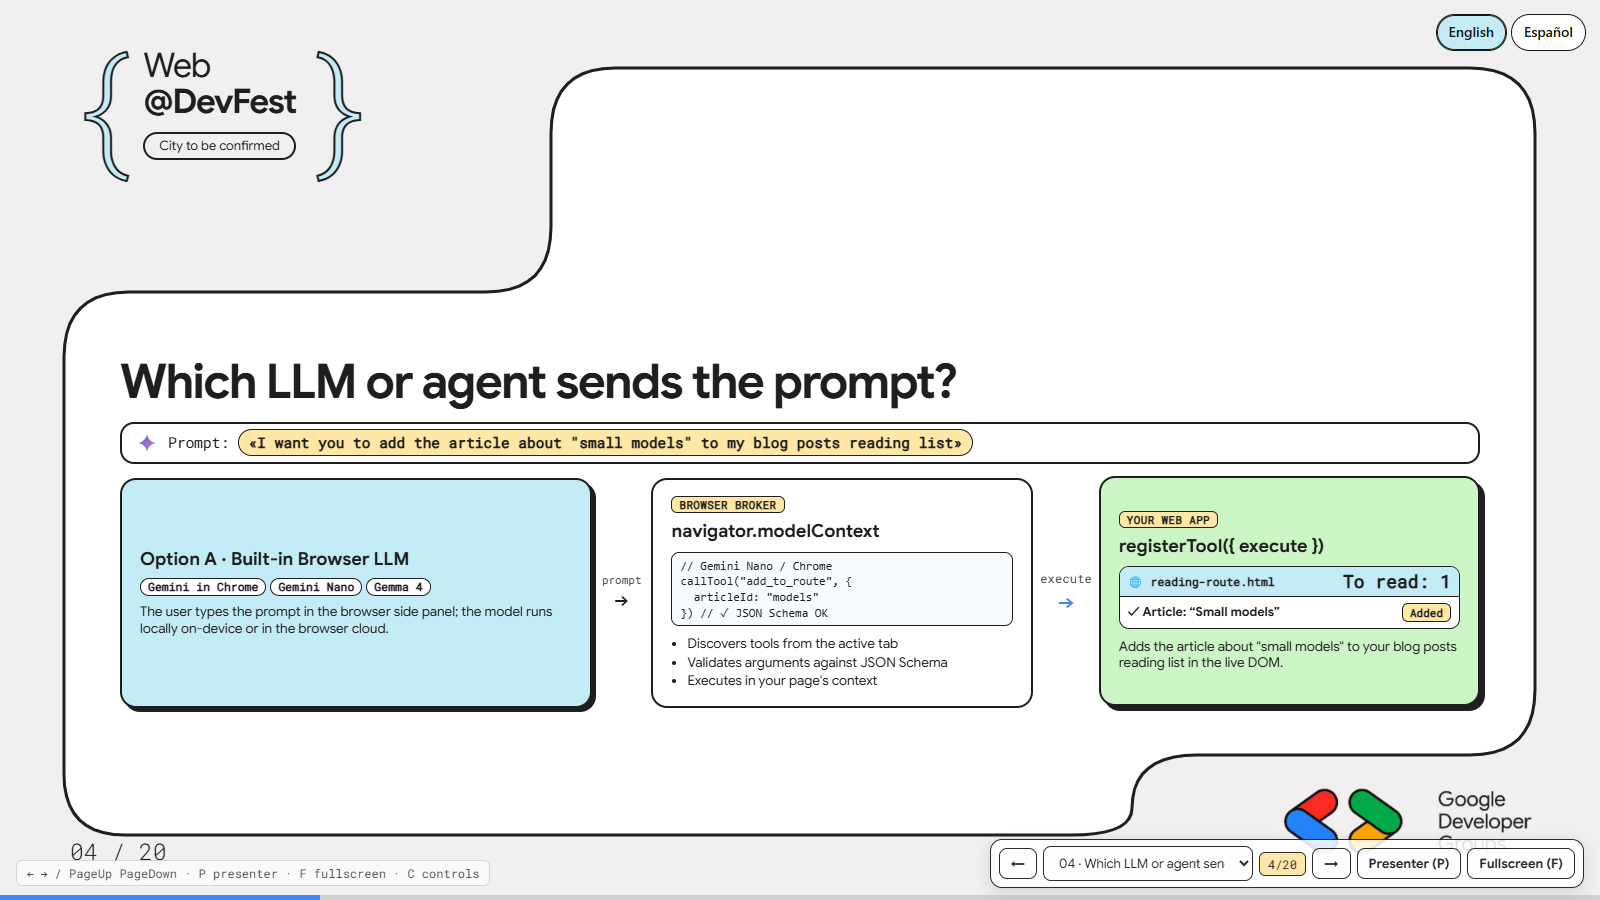 English
Español
Web
@DevFest
City to be confirmed
Which LLM or agent sends the prompt?
Prompt: «I want you to add the article about "small models" to my blog posts reading list»
Option A · Built-in Browser LLM
Gemini in Chrome
Gemini Nano
Gemma 4
The user types the prompt in the browser side panel; the model runs
locally on-device or in the browser cloud.
prompt
→
BROWSER BROKER
navigator.modelContext
// Gemini Nano / Chrome
callTool("add_to_route", {
articleId: "models"
}) // ✓ JSON Schema OK
• Discovers tools from the active tab
• Validates arguments against JSON Schema
• Executes in your page's context
execute
→
YOUR WEB APP
registerTool({ execute })
reading-route.html
To read: 1
✓ Article: “Small models”
Added
Adds the article about "small models" to your blog posts
reading list in the live DOM.
Google
Developer
Groups
04 / 20
← → / PageUp PageDown · P presenter · F fullscreen · C controls
←
04 · Which LLM or agent sen
4/20
→
Presenter (P)
Fullscreen (F)